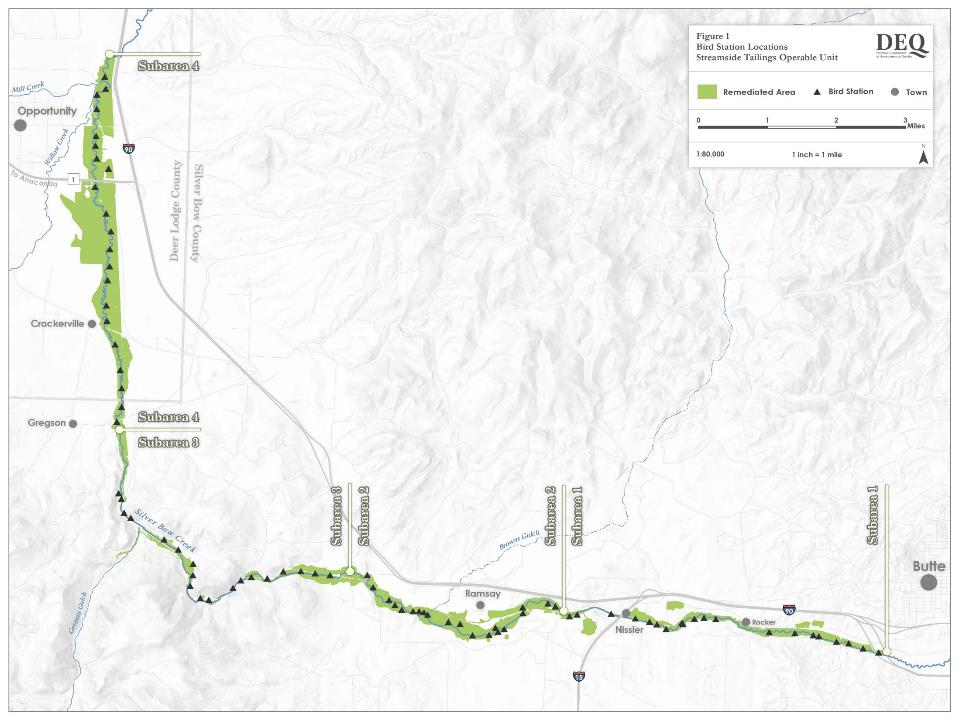 Figure 1
Bird Station Locations
Streamside Tailings Operable Unit
DEQ
Remediated Area
Bird Station
Town
0 1 2 3
Miles
1:80,000
1 inch = 1 mile
N
Subarea 4
Mill Creek
Opportunity
Willow Creek
90
To Anaconda
1
Deer Lodge County
Silver Bow County
Crackerville
Gregson
Subarea 4
Subarea 3
Silver Bow Creek
German Gulch
Subarea 3
Subarea 2
Subarea 2
Subarea 1
Subarea 1
Browns Gulch
Butte
Ramsay
90
Nissler
Rocker
15